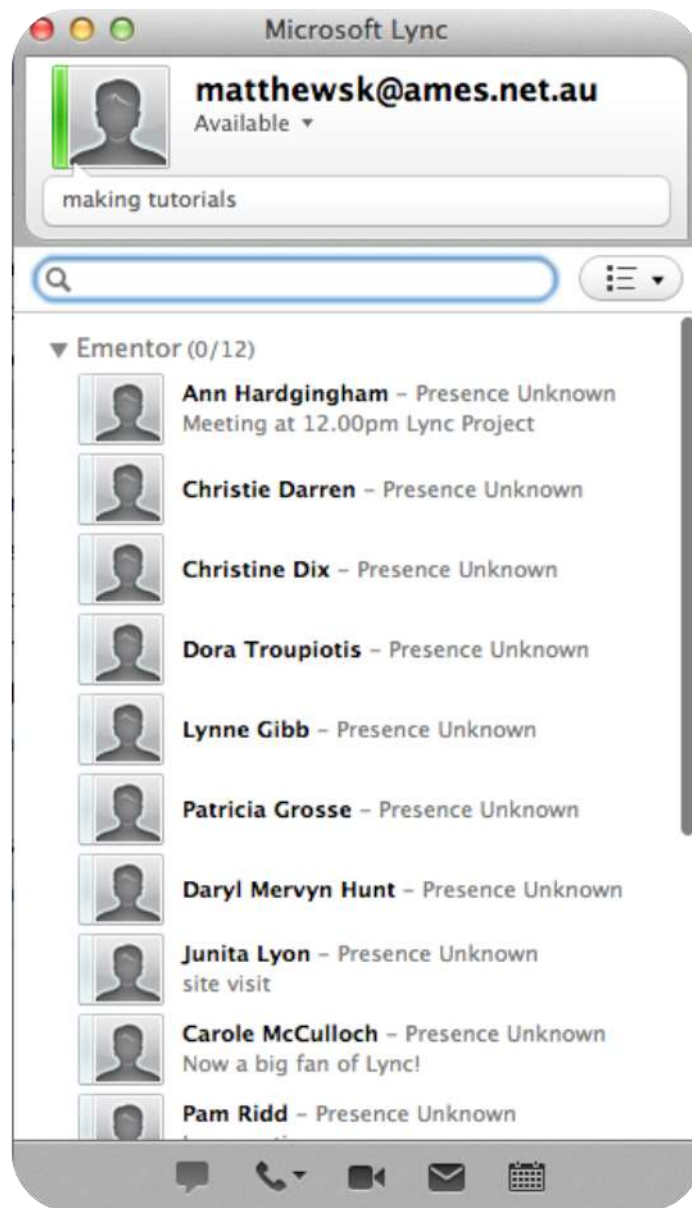 Microsoft Lync
matthewsk@ames.net.au
Available
making tutorials
Ementor (0/12)
Ann Hardgingham – Presence Unknown
Meeting at 12.00pm Lync Project
Christie Darren – Presence Unknown
Christine Dix – Presence Unknown
Dora Troupiotis – Presence Unknown
Lynne Gibb – Presence Unknown
Patricia Grosse – Presence Unknown
Daryl Mervyn Hunt – Presence Unknown
Junita Lyon – Presence Unknown
site visit
Carole McCulloch – Presence Unknown
Now a big fan of Lync!
Pam Ridd – Presence Unknown